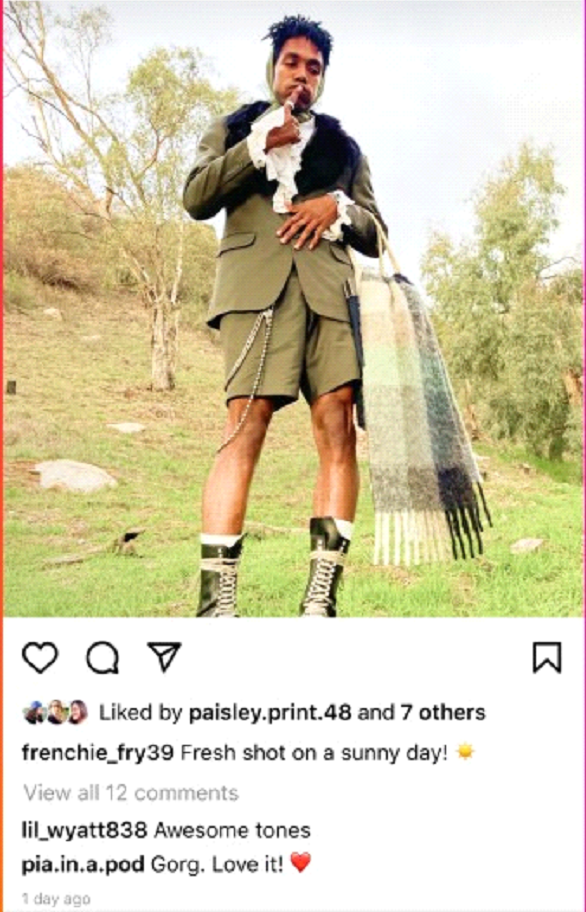 Liked by paisley.print.48 and 7 others
frenchie_fry39 Fresh shot on a sunny day! ☀️
View all 12 comments
lil_wyatt838 Awesome tones
pia.in.a.pod Gorg. Love it! ❤️
1 day ago